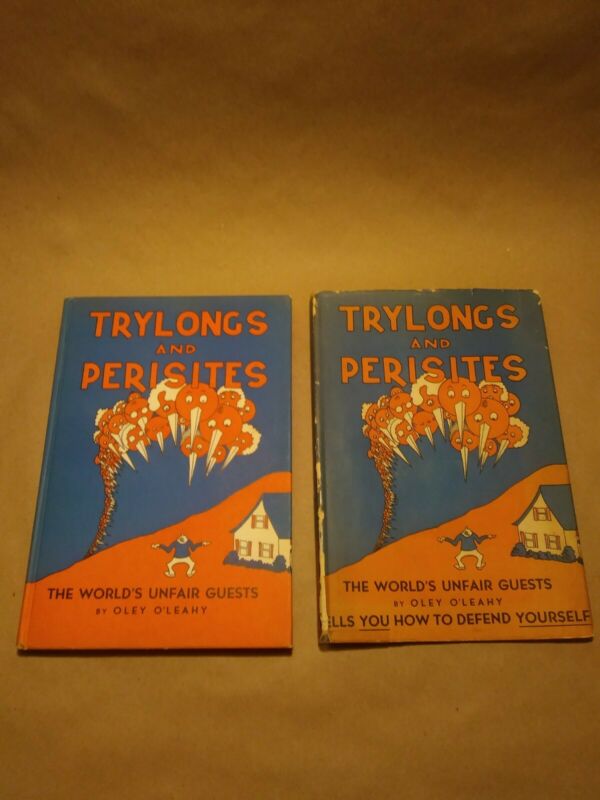 TRYLONGS
AND
PERISITES
THE WORLD'S UNFAIR GUESTS
BY OLEY O'LEAHY
TRYLONGS
AND
PERISITES
THE WORLD'S UNFAIR GUESTS
BY OLEY O'LEAHY
ELLS YOU HOW TO DEFEND YOURSELF